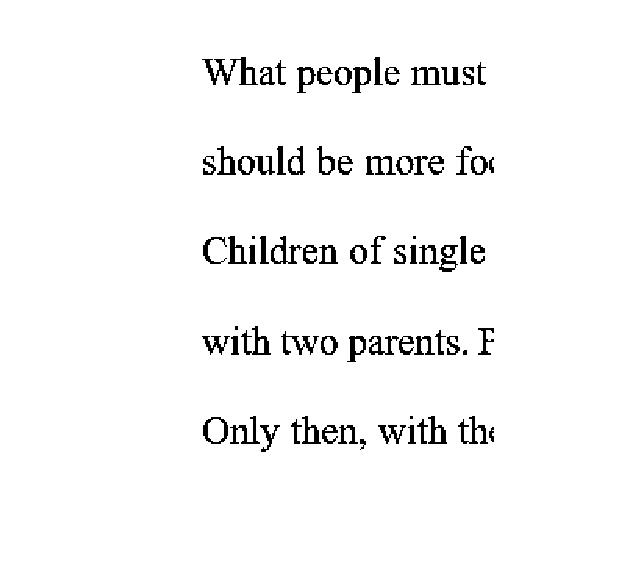 What people must
should be more
Children of single
with two parents.
Only then, with